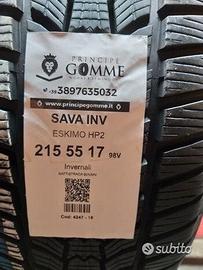 PRINCIPE
GOMME
+39 3897635032
www.principegomme.it
SAVA INV
ESKIMO HP2
215 55 17 98V
Invernali
Cod: 4247 - 18
subito